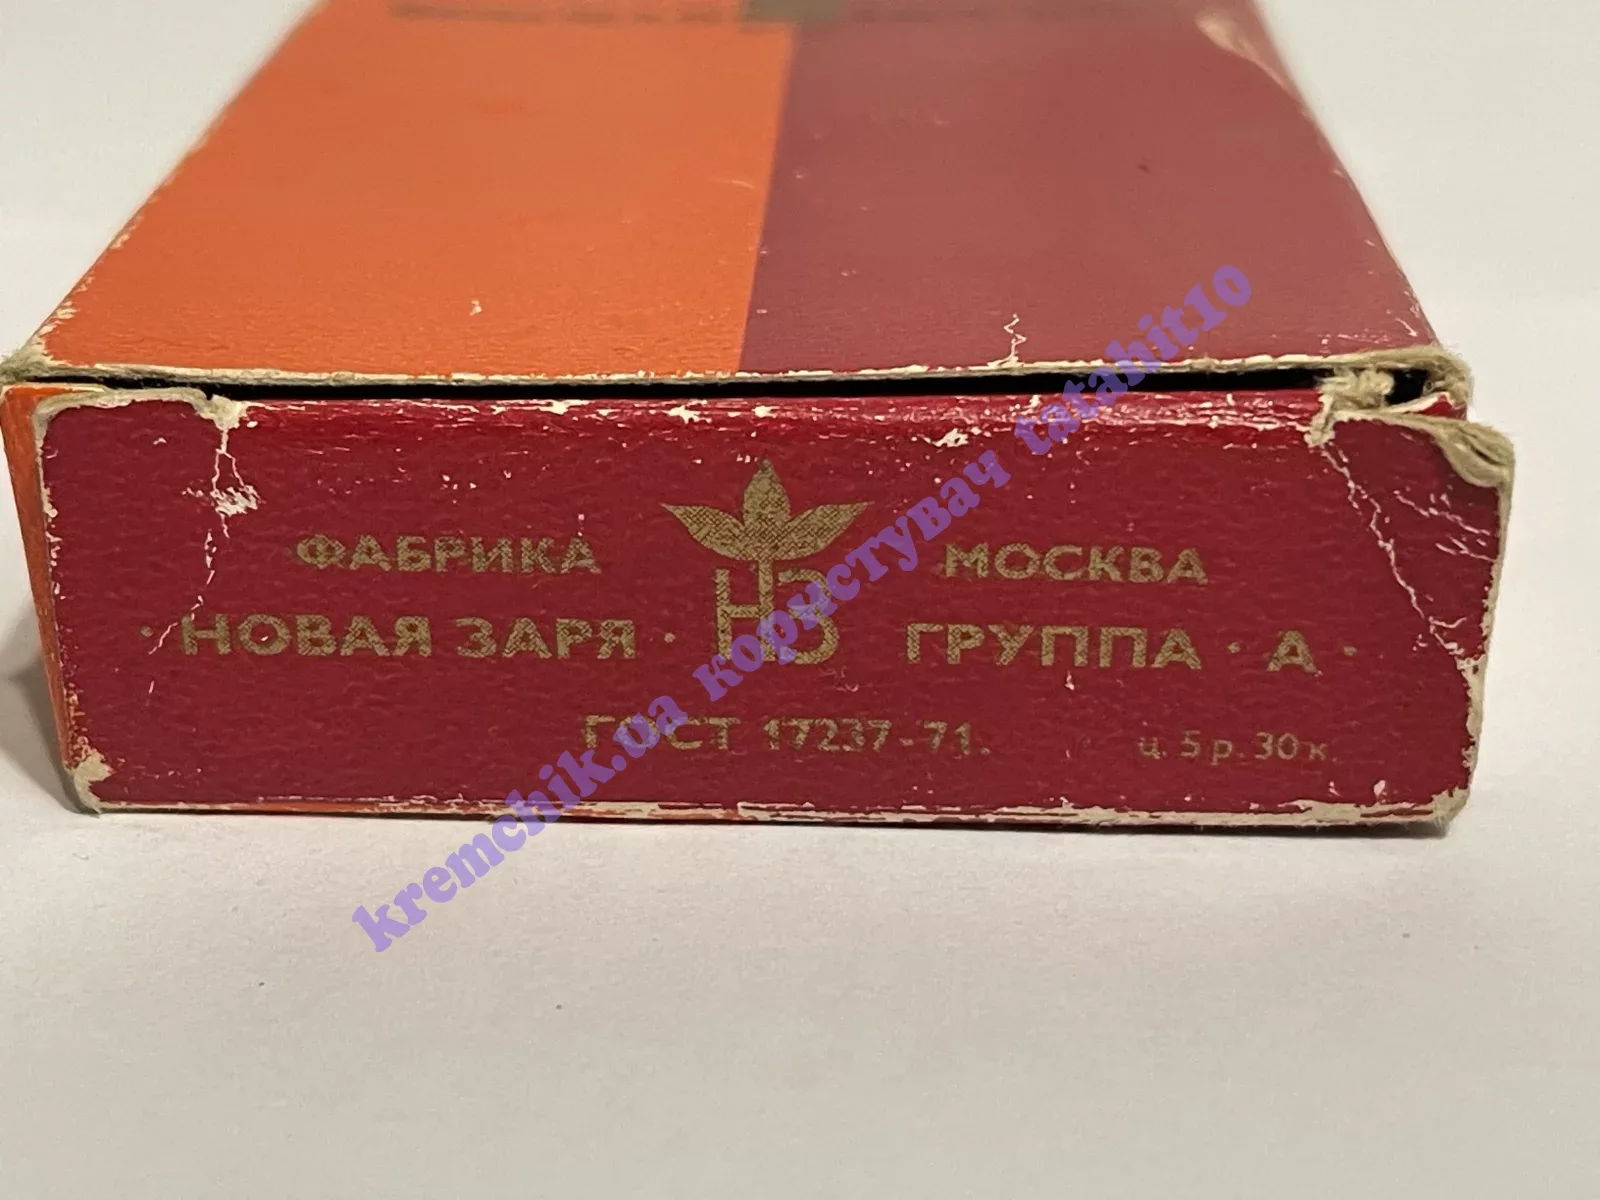 ФАБРИКА
· НОВАЯ ЗАРЯ ·
НЗ
МОСКВА
ГРУППА · А ·
ГОСТ 17237-71.
ц. 5 р. 30 к.
kremchik.ua користувач tatahit10